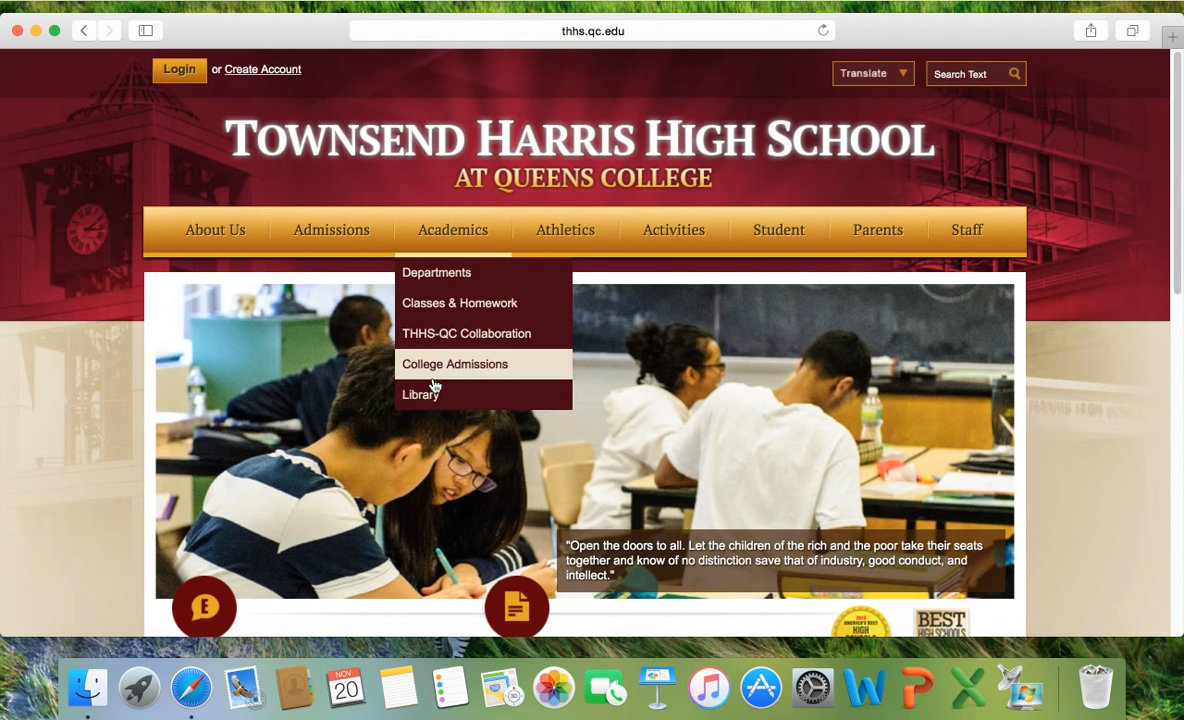 thhs.qc.edu
Login or Create Account
Translate
Search Text
TOWNSEND HARRIS HIGH SCHOOL
AT QUEENS COLLEGE
About Us Admissions Academics Athletics Activities Student Parents Staff
Departments
Classes & Homework
THHS-QC Collaboration
College Admissions
Library
"Open the doors to all. Let the children of the rich and the poor take their seats
together and know of no distinction save that of industry, good conduct, and
intellect."
E
AMERICA'S BEST
HIGH
BEST
HIGH SCHOOLS
NOV
20